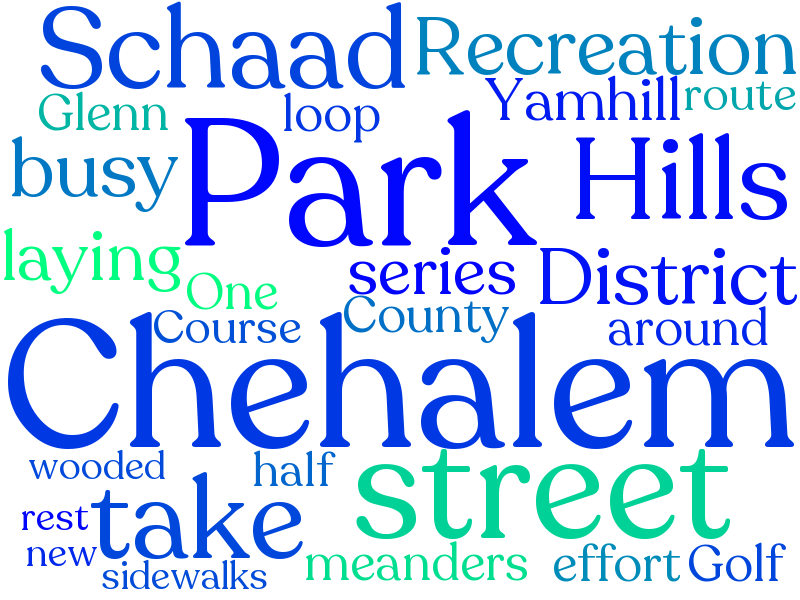 Schaad Recreation
Glenn loop Yamhill route
busy Park Hills
laying series District
One County
Course around
Chehalem
wooded half street
rest take
new meanders effort Golf
sidewalks